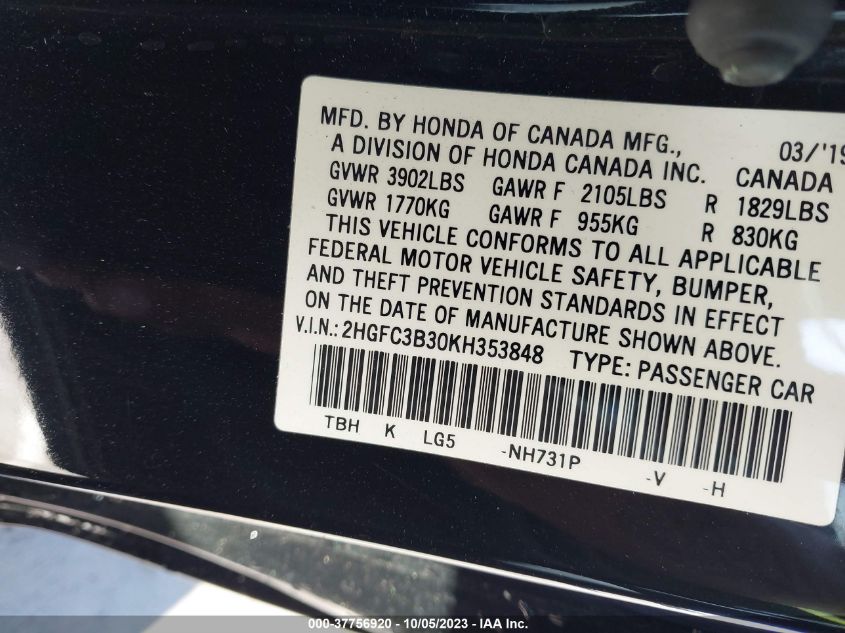 MFD. BY HONDA OF CANADA MFG., 03/'19
A DIVISION OF HONDA CANADA INC. CANADA
GVWR 3902LBS GAWR F 2105LBS R 1829LBS
GVWR 1770KG GAWR F 955KG R 830KG
THIS VEHICLE CONFORMS TO ALL APPLICABLE
FEDERAL MOTOR VEHICLE SAFETY, BUMPER,
AND THEFT PREVENTION STANDARDS IN EFFECT
ON THE DATE OF MANUFACTURE SHOWN ABOVE.
V.I.N.: 2HGFC3B30KH353848 TYPE: PASSENGER CAR
TBH K LG5 -NH731P -V -H
000-37756920 - 10/05/2023 - IAA Inc.